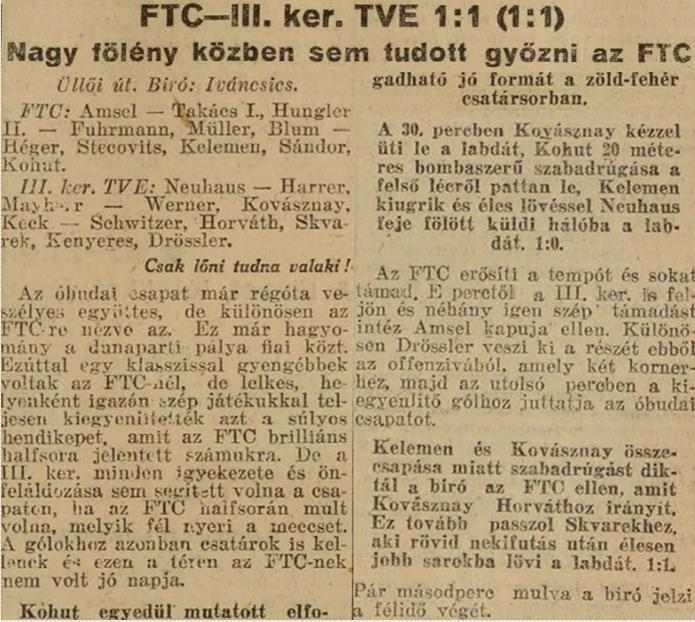 FTC—III. ker. TVE 1:1 (1:1)
Nagy fölény közben sem tudott győzni az FTC
Üllői út. Biró: Iváncsics.
FTC: Amsel — Takács I., Hungler
II. — Fuhrmann, Müller, Blum —
Héger, Stecovits, Kelemen, Sándor,
Kohut.
III. ker. TVE: Neuhaus — Harrer,
— Werner, Kovásznay,
Keck — Schwitzer, Horváth, Skva-
rek, Kenyeres, Drössler.
Csak lőni tudna valaki!
Az óbudai csapat már régóta ve-
szélyes együttes, de különösen az
FTC-re nézve az. Ez már hagyo-
mány a dunaparti pálya fiai közt.
Ezúttal egy klasszissal gyengébbek
voltak az FTC-nél, de lelkes, he-
lyenként igazán szép játékukkal tel-
jesen kiegyenlítették azt a súlyos
hendikepet, amit az FTC brilliáns
halfsora jelentett számukra. De a
III. ker. minden igyekezete és ön-
feláldozása sem segített volna a csa-
paton, ha az FTC halfsorán mult
volna, melyik fél nyeri a meccset.
A gólokhoz azonban csatárok is kel-
lenek és ezen a téren az FTC-nek
nem volt jó napja.
Kohut egyedül mutatott elfo-
gadható jó formát a zöld-fehér
csatársorban.
A 30. percben Kovásznay kézzel
üti le a labdát, Kohut 20 méte-
res bombaszerű szabadrúgása a
felső lécről pattan le, Kelemen
kiugrik és éles lövéssel Neuhaus
feje fölött küldi hálóba a lab-
dát. 1:0.
Az FTC erősíti a tempót és sokat
támad. E perctől a III. ker. is fel-
jön és néhány igen szép támadást
intéz Amsel kapuja ellen. Különö-
sen Drössler veszi ki a részét ebből
az offenzivából, amely két korner-
hez, majd az utolsó percben a ki-
egyenlítő gólhoz juttatja az óbudai
csapatot.
Kelemen és Kovásznay össze-
csapása miatt szabadrúgást dik-
tál a biró az FTC ellen, amit
Kovásznay Horváthoz irányít.
Ez tovább passzol Skvarekhez,
aki rövid nekifutás után élesen
jobb sarokba lövi a labdát. 1:1.
Pár másodperc mulva a biró jelzi
a félidő végét.